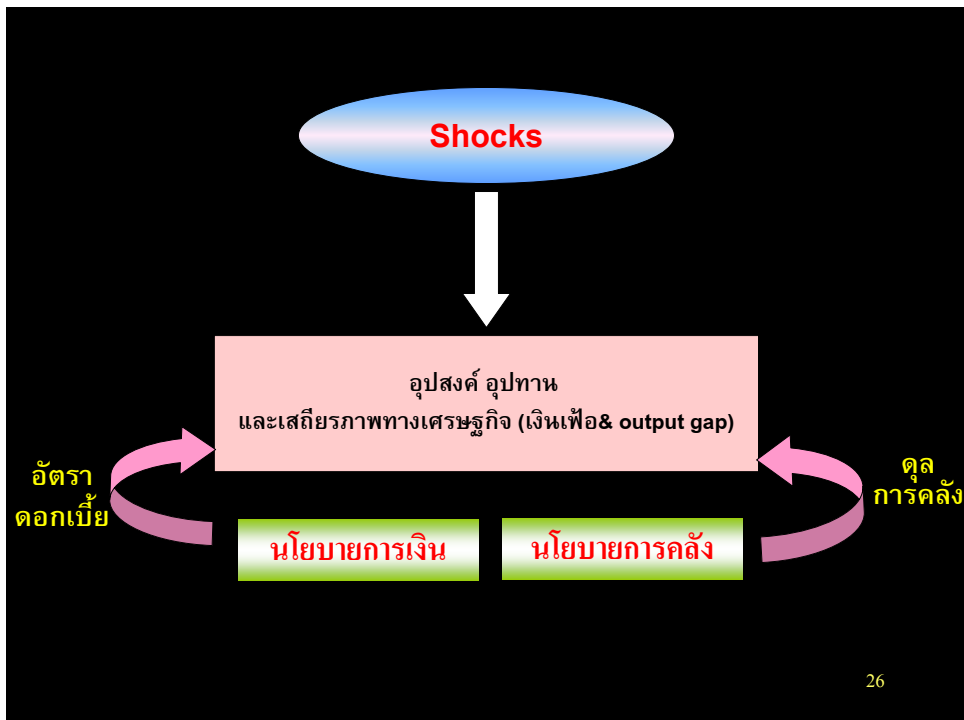 Shocks
อุปสงค์ อุปทาน
และเสถียรภาพทางเศรษฐกิจ (เงินเฟ้อ& output gap)
อัตรา
ดอกเบี้ย
ดุล
การคลัง
นโยบายการเงิน
นโยบายการคลัง
26